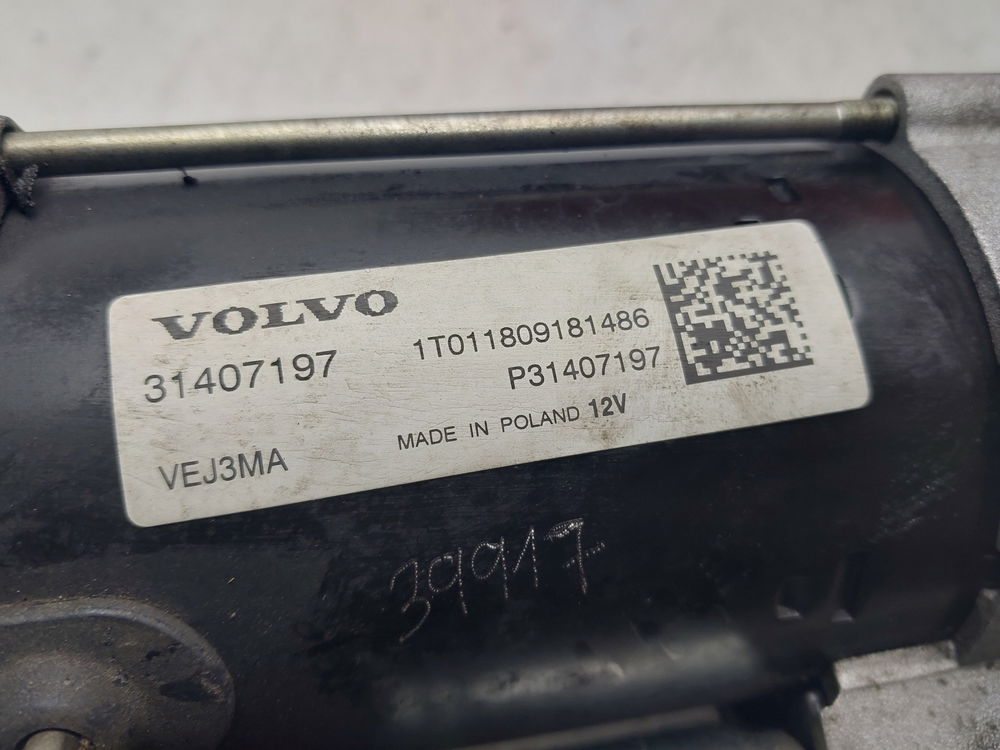 VOLVO
31407197
1T011809181486
P31407197
MADE IN POLAND 12V
VEJ3MA
39917